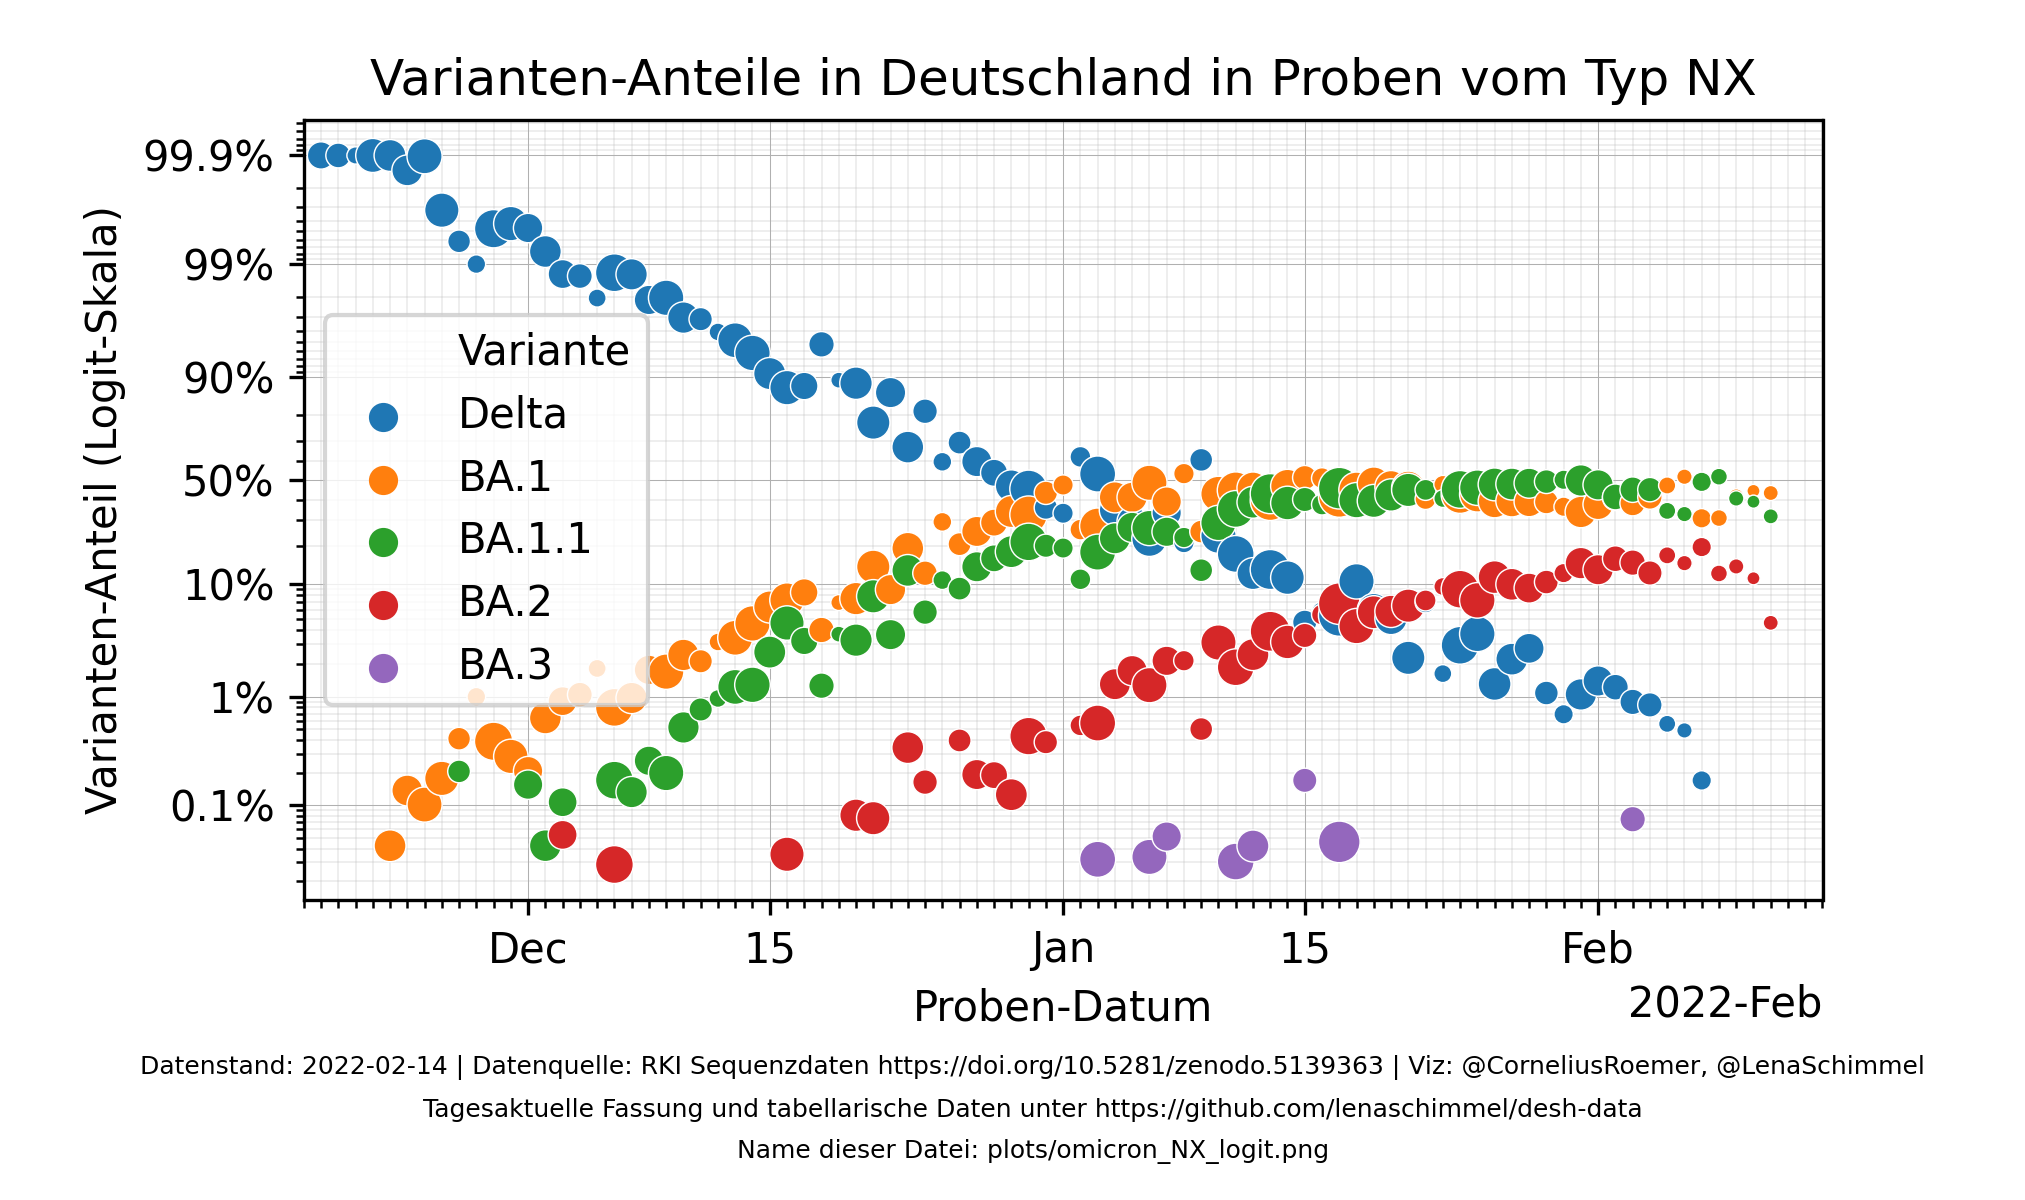 Varianten-Anteile in Deutschland in Proben vom Typ NX
Varianten-Anteil (Logit-Skala)
99.9%
99%
90%
50%
10%
1%
0.1%
Variante
Delta
BA.1
BA.1.1
BA.2
BA.3
Dec 15 Jan 15 Feb
Proben-Datum
2022-Feb
Datenstand: 2022-02-14 | Datenquelle: RKI Sequenzdaten https://doi.org/10.5281/zenodo.5139363 | Viz: @CorneliusRoemer, @LenaSchimmel
Tagesaktuelle Fassung und tabellarische Daten unter https://github.com/lenaschimmel/desh-data
Name dieser Datei: plots/omicron_NX_logit.png